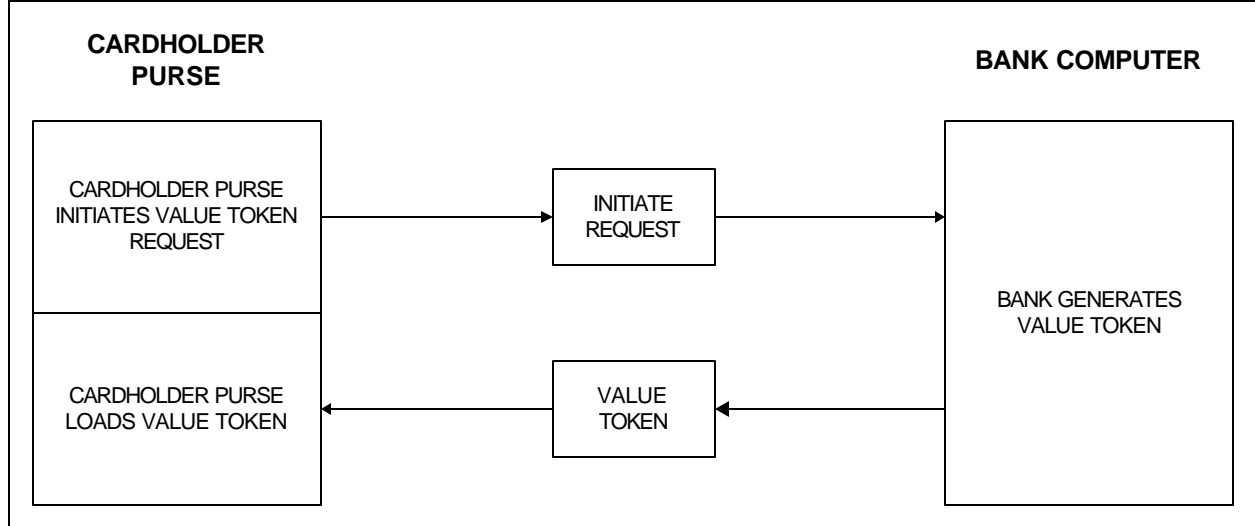 CARDHOLDER
PURSE
BANK COMPUTER
CARDHOLDER PURSE
INITIATES VALUE TOKEN
REQUEST
INITIATE
REQUEST
BANK GENERATES
VALUE TOKEN
CARDHOLDER PURSE
LOADS VALUE TOKEN
VALUE
TOKEN